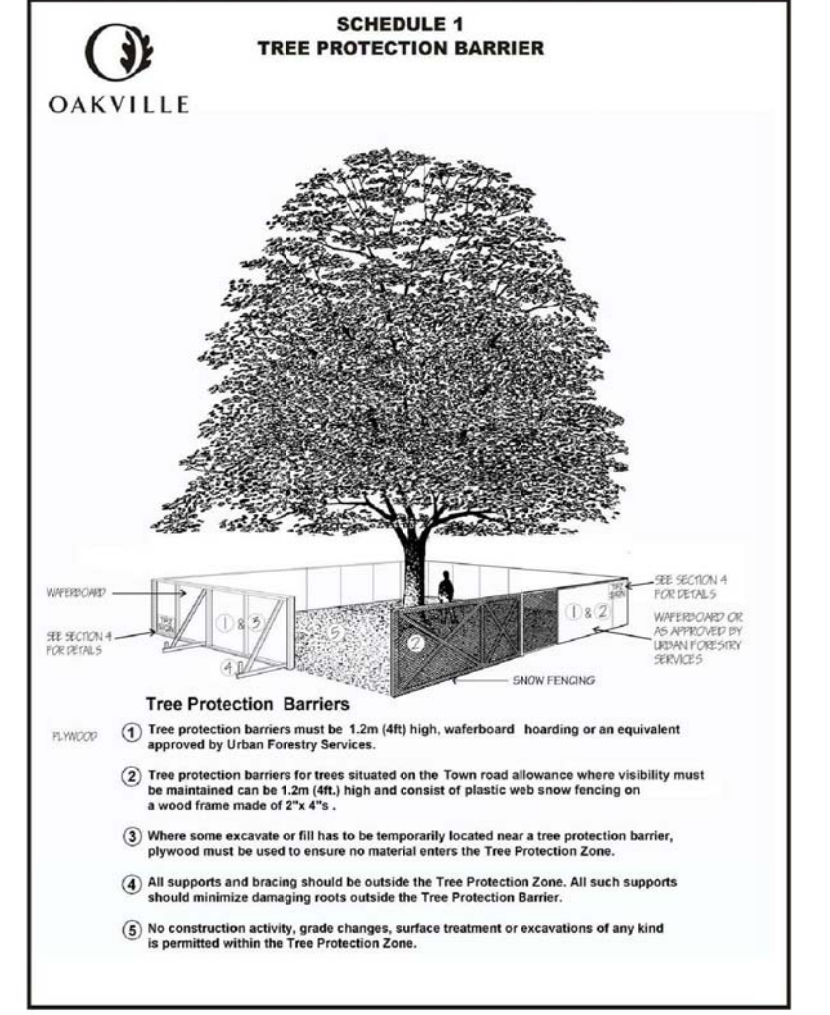 SCHEDULE 1
TREE PROTECTION BARRIER
OAKVILLE
WAFERBOARD
SEE SECTION 4
FOR DETAILS
1 & 3
4
5
2
1 & 2
SEE SECTION 4
FOR DETAILS
WAFERBOARD OR
AS APPROVED BY
URBAN FORESTRY
SERVICES
SNOW FENCING
Tree Protection Barriers
PLYWOOD
1 Tree protection barriers must be 1.2m (4ft) high, waferboard hoarding or an equivalent
approved by Urban Forestry Services.
2 Tree protection barriers for trees situated on the Town road allowance where visibility must
be maintained can be 1.2m (4ft.) high and consist of plastic web snow fencing on
a wood frame made of 2"x 4"s .
3 Where some excavate or fill has to be temporarily located near a tree protection barrier,
plywood must be used to ensure no material enters the Tree Protection Zone.
4 All supports and bracing should be outside the Tree Protection Zone. All such supports
should minimize damaging roots outside the Tree Protection Barrier.
5 No construction activity, grade changes, surface treatment or excavations of any kind
is permitted within the Tree Protection Zone.